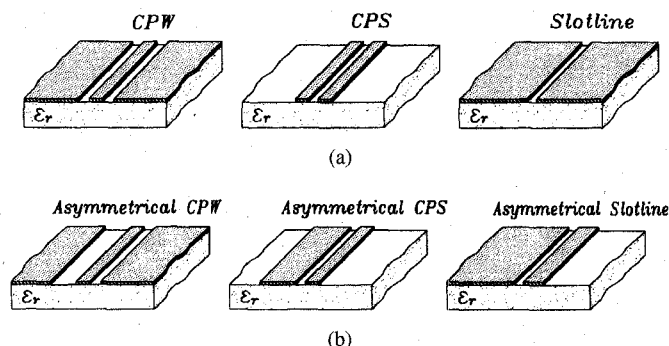 CPW CPS Slotline
εr εr εr
(a)
Asymmetrical CPW Asymmetrical CPS Asymmetrical Slotline
εr εr εr
(b)